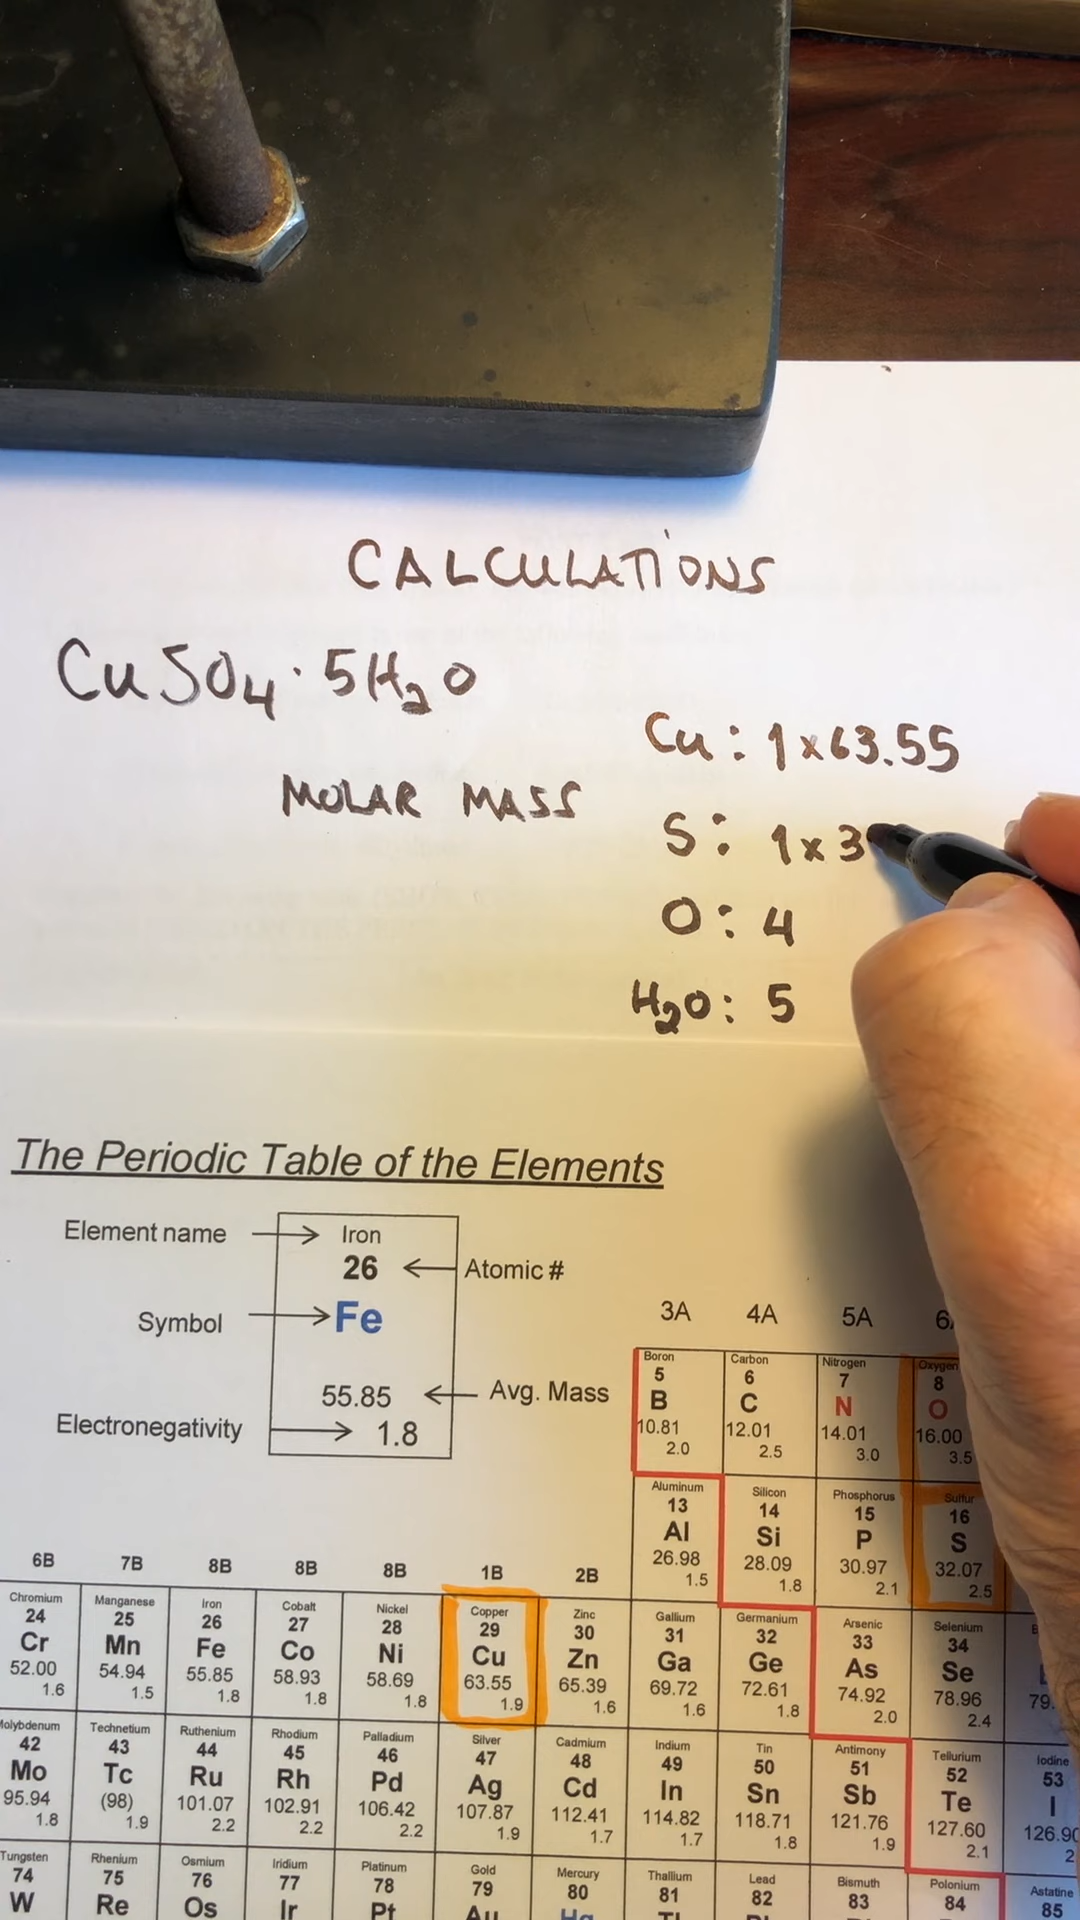 CALCULATIONS
CuSO4 · 5H2O
MOLAR MASS
Cu: 1 x 63.55
S: 1 x 3
O: 4
H2O: 5
The Periodic Table of the Elements
Element name
Iron
26
Atomic #
Symbol
Fe
55.85
Avg. Mass
Electronegativity
1.8
3A 4A 5A
Boron Carbon Nitrogen Oxygen
5 6 7 8
B C N O
10.81 12.01 14.01 16.00
2.0 2.5 3.0 3.5
Aluminum Silicon Phosphorus Sulfur
13 14 15 16
Al Si P S
26.98 28.09 30.97 32.07
1.5 1.8 2.1 2.5
6B 7B 8B 8B 8B 1B 2B
Chromium Manganese Iron Cobalt Nickel Copper Zinc Gallium Germanium Arsenic Selenium
24 25 26 27 28 29 30 31 32 33 34
Cr Mn Fe Co Ni Cu Zn Ga Ge As Se
52.00 54.94 55.85 58.93 58.69 63.55 65.39 69.72 72.61 74.92 78.96 79.
1.6 1.5 1.8 1.8 1.8 1.9 1.6 1.6 1.8 2.0 2.4
Molybdenum Technetium Ruthenium Rhodium Palladium Silver Cadmium Indium Tin Antimony Tellurium Iodine
42 43 44 45 46 47 48 49 50 51 52 53
Mo Tc Ru Rh Pd Ag Cd In Sn Sb Te I
95.94 (98) 101.07 102.91 106.42 107.87 112.41 114.82 118.71 121.76 127.60 126.90
1.8 1.9 2.2 2.2 2.2 1.9 1.7 1.7 1.8 1.9 2.1 2
Tungsten Rhenium Osmium Iridium Platinum Gold Mercury Thallium Lead Bismuth Polonium Astatine
74 75 76 77 78 79 80 81 82 83 84 85
W Re Os Ir Pt Au Hg